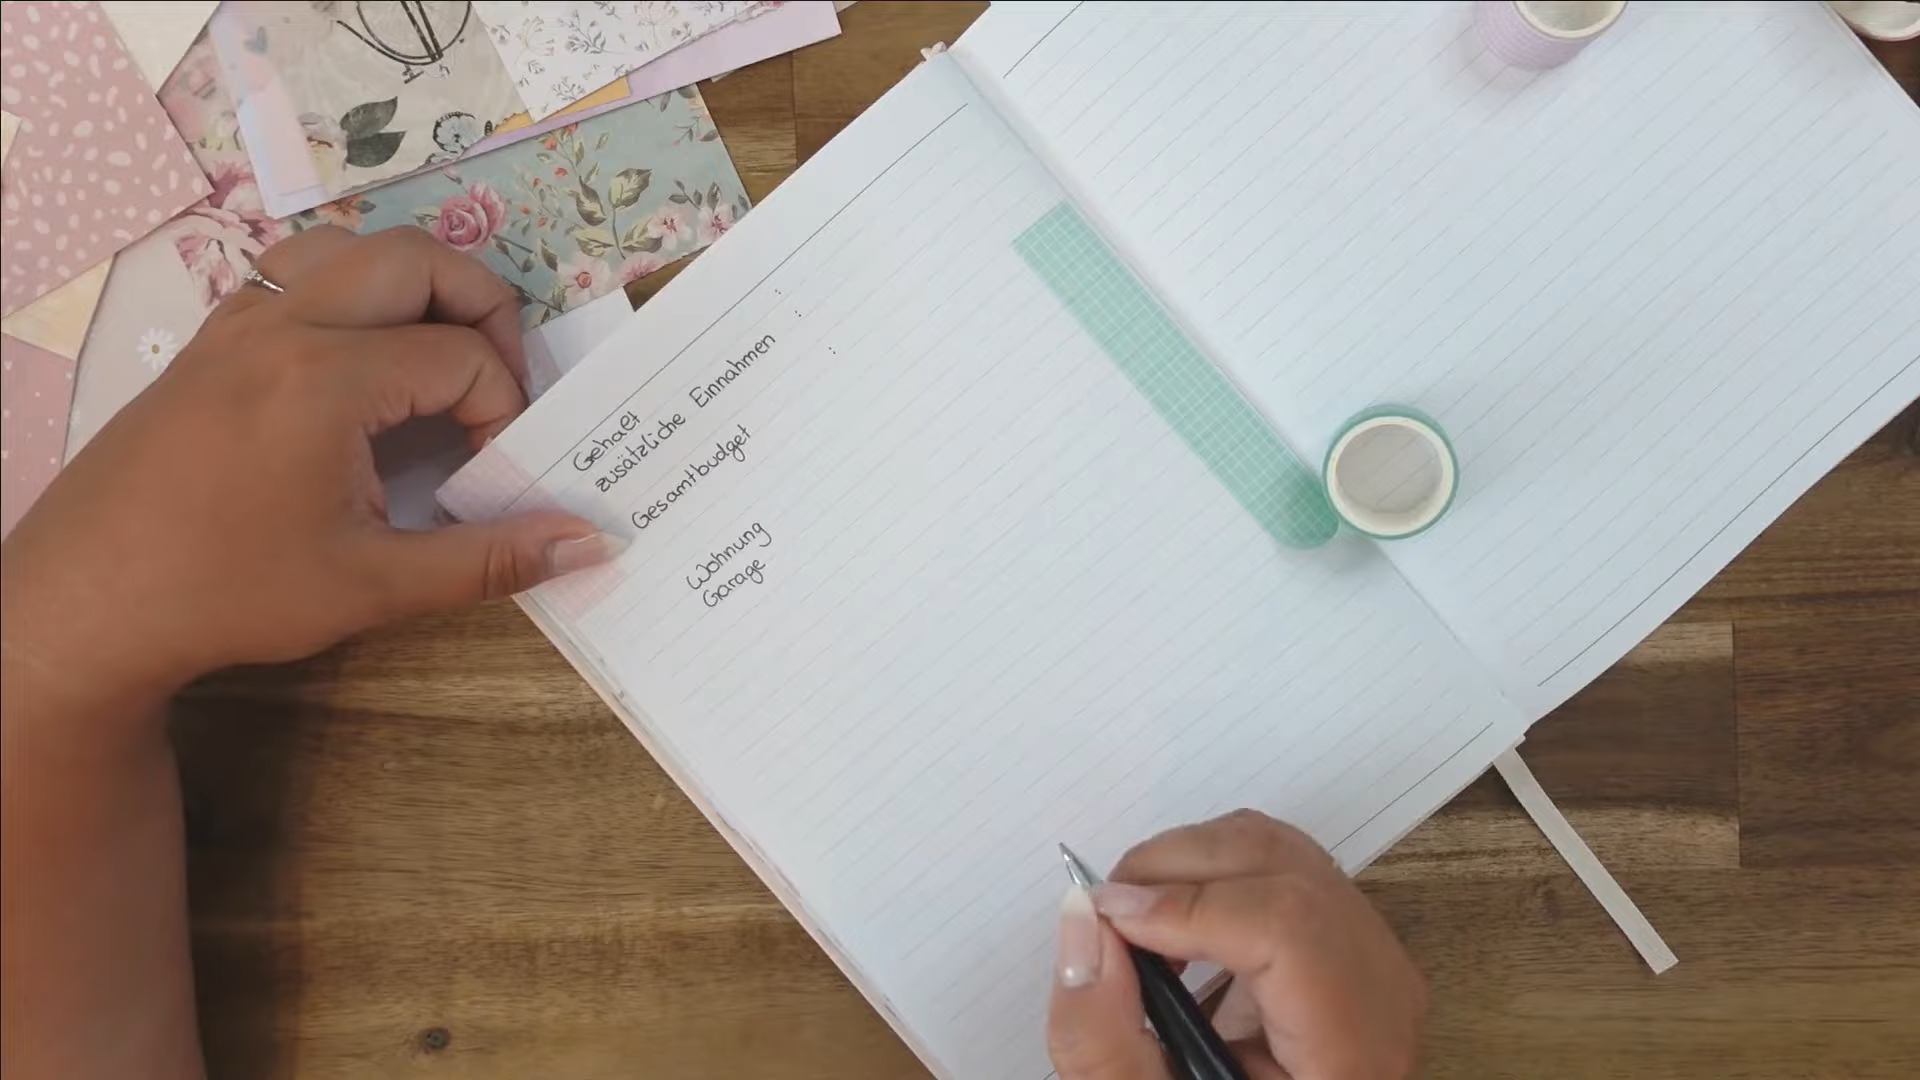 Gehalt :
zusätzliche Einnahmen :
Gesamtbudget :
Wohnung
Garage